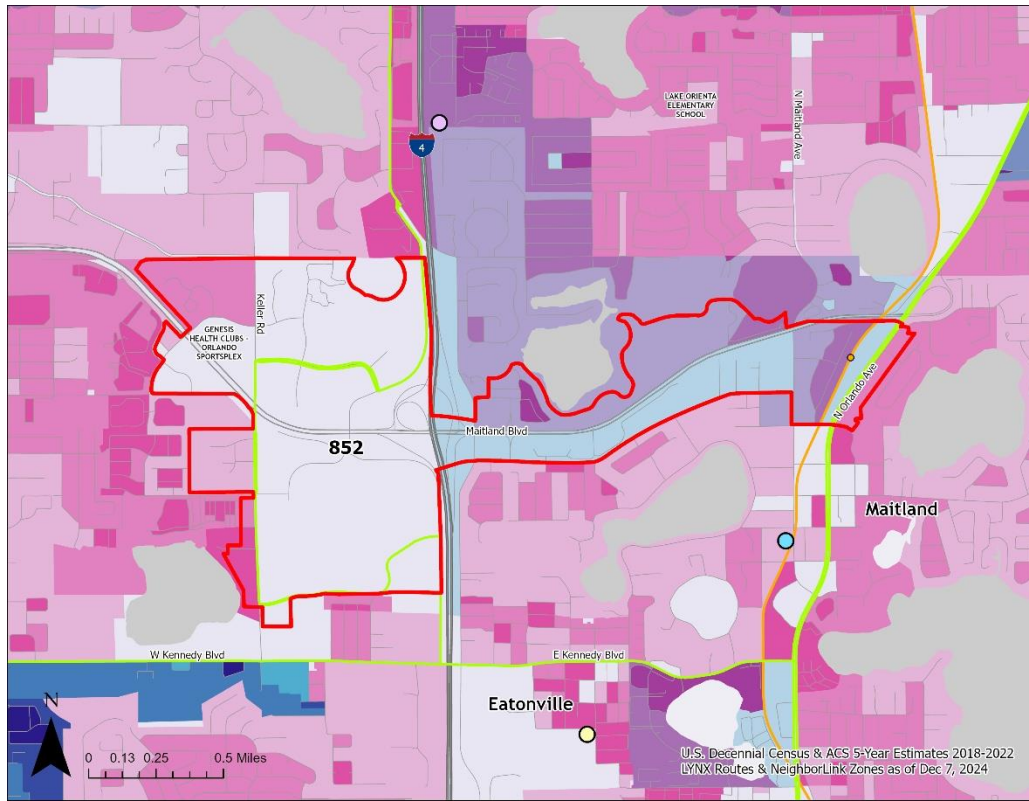 LAKE ORIENTA
ELEMENTARY
SCHOOL
N Maitland Ave
4
Keller Rd
GENESIS
HEALTH CLUBS -
ORLANDO
SPORTSPLEX
N Orlando Ave
Maitland Blvd
852
Maitland
W Kennedy Blvd
E Kennedy Blvd
N
Eatonville
0 0.13 0.25 0.5 Miles
U.S. Decennial Census & ACS 5-Year Estimates 2018-2022
LYNX Routes & NeighborLink Zones as of Dec 7, 2024